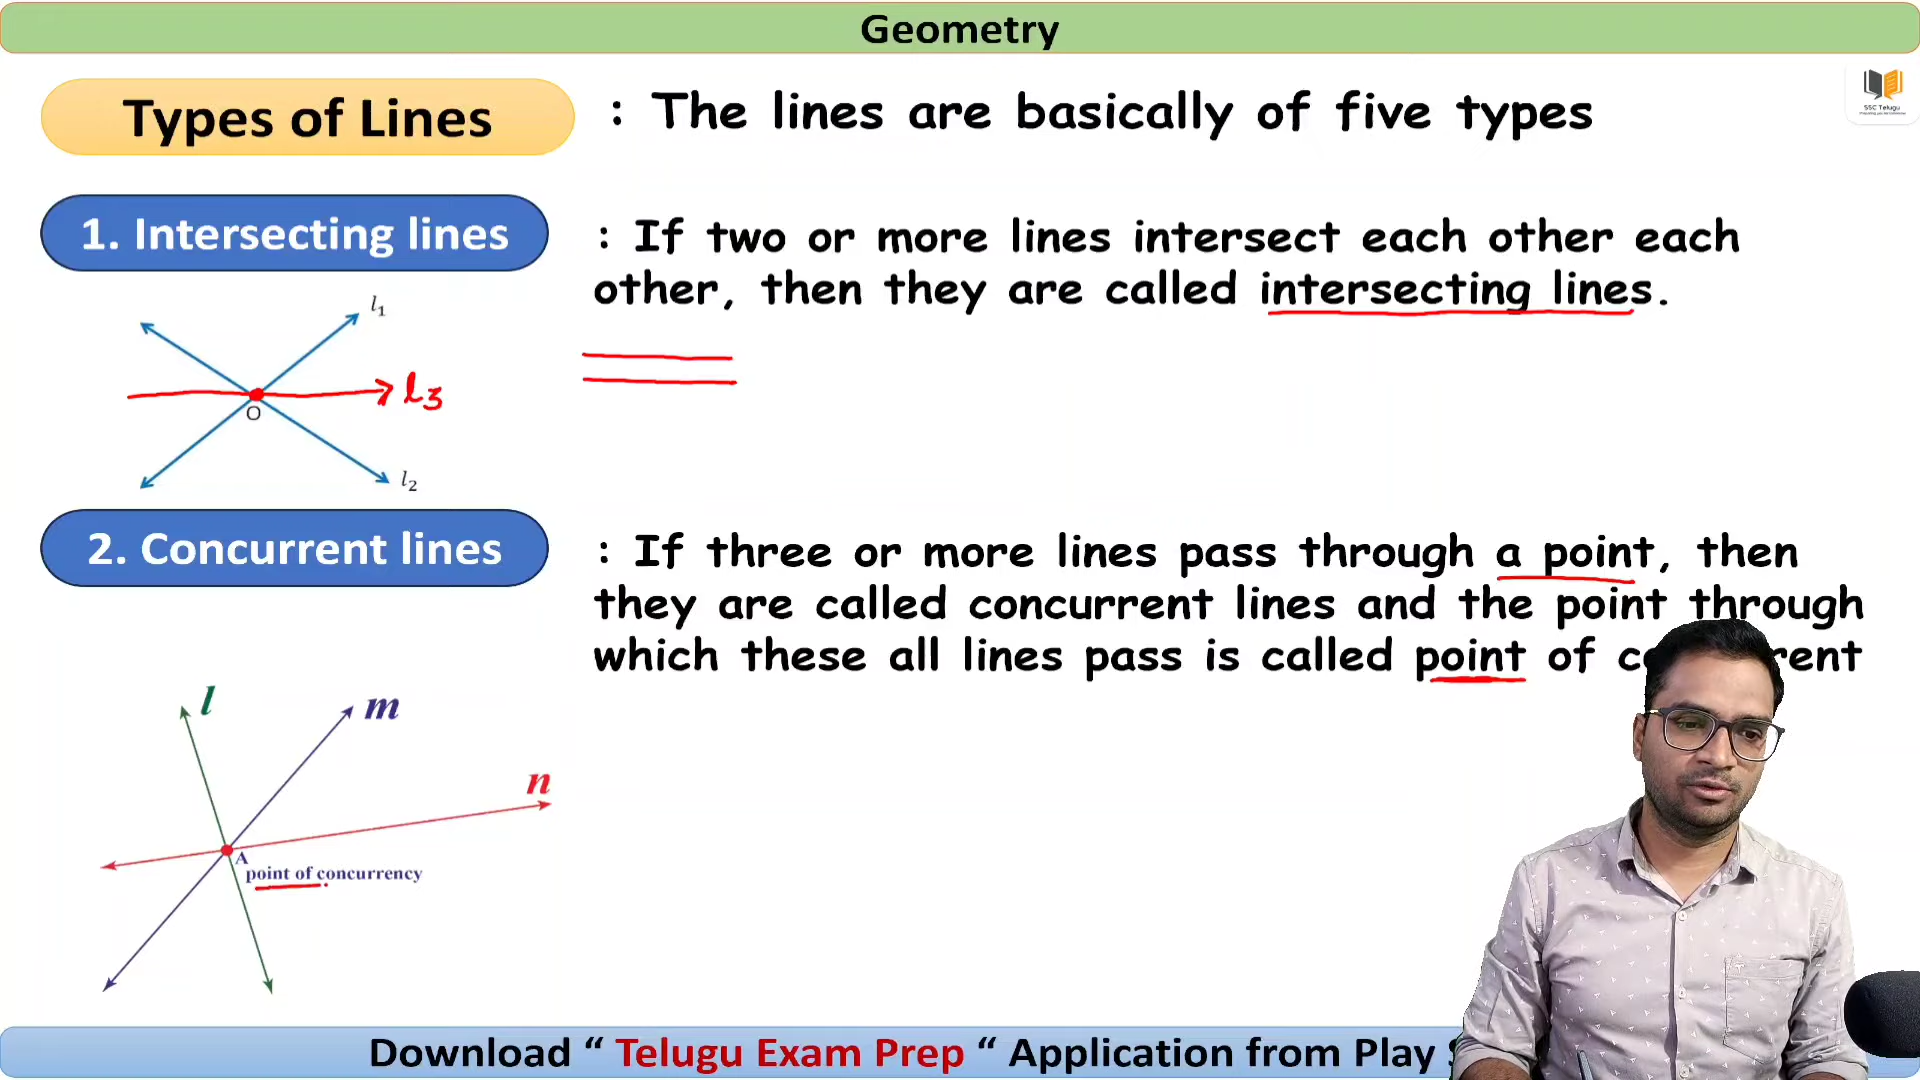 Geometry
SSC Telugu
Types of Lines
: The lines are basically of five types
1. Intersecting lines
: If two or more lines intersect each other each
other, then they are called intersecting lines.
l₁
l₃
O
l₂
2. Concurrent lines
: If three or more lines pass through a point, then
they are called concurrent lines and the point through
which these all lines pass is called point of
l
m
n
A
point of concurrency
Download “ Telugu Exam Prep “ Application from Play